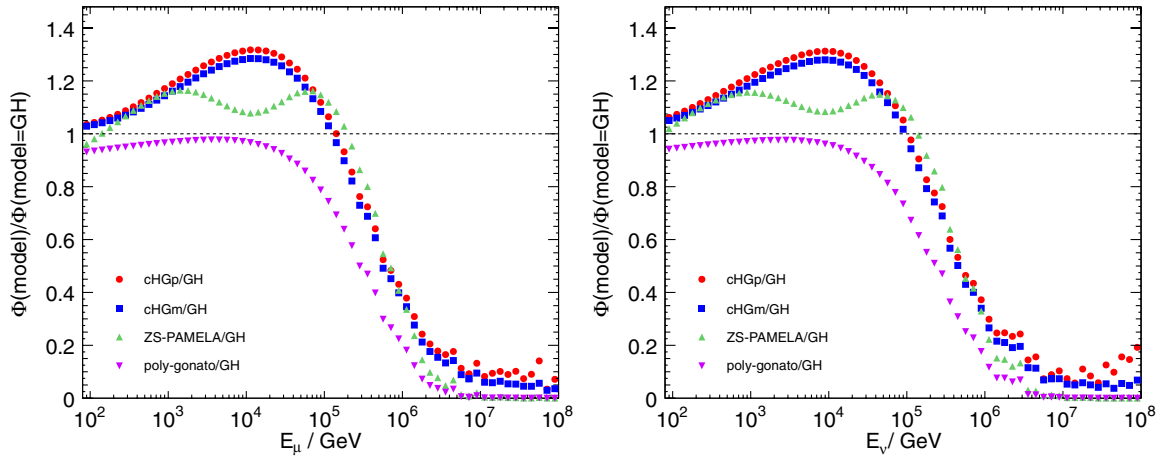 Φ(model)/Φ(model=GH)
1.4
1.2
1
0.8
0.6
0.4
0.2
0
cHGp/GH
cHGm/GH
ZS-PAMELA/GH
poly-gonato/GH
10² 10³ 10⁴ 10⁵ 10⁶ 10⁷ 10⁸
E_μ / GeV
Φ(model)/Φ(model=GH)
1.4
1.2
1
0.8
0.6
0.4
0.2
0
cHGp/GH
cHGm/GH
ZS-PAMELA/GH
poly-gonato/GH
10² 10³ 10⁴ 10⁵ 10⁶ 10⁷ 10⁸
E_ν/ GeV